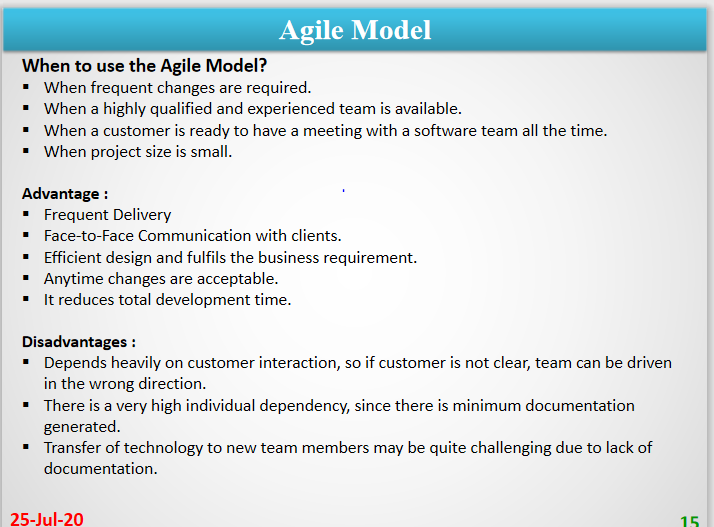 Agile Model
When to use the Agile Model?
▪ When frequent changes are required.
▪ When a highly qualified and experienced team is available.
▪ When a customer is ready to have a meeting with a software team all the time.
▪ When project size is small.
Advantage :
▪ Frequent Delivery
▪ Face-to-Face Communication with clients.
▪ Efficient design and fulfils the business requirement.
▪ Anytime changes are acceptable.
▪ It reduces total development time.
Disadvantages :
▪ Depends heavily on customer interaction, so if customer is not clear, team can be driven
in the wrong direction.
▪ There is a very high individual dependency, since there is minimum documentation
generated.
▪ Transfer of technology to new team members may be quite challenging due to lack of
documentation.
25-Jul-20
15